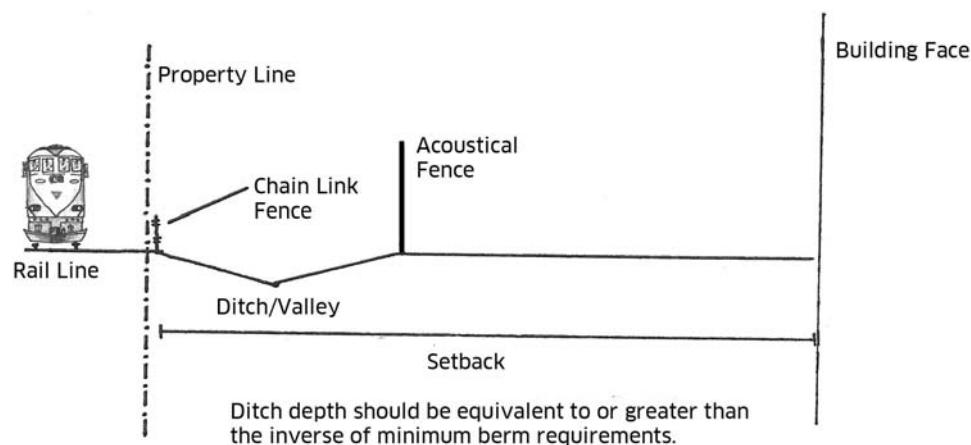 Building Face
Property Line
Acoustical
Fence
Chain Link
Fence
Rail Line
Ditch/Valley
Setback
Ditch depth should be equivalent to or greater than
the inverse of minimum berm requirements.